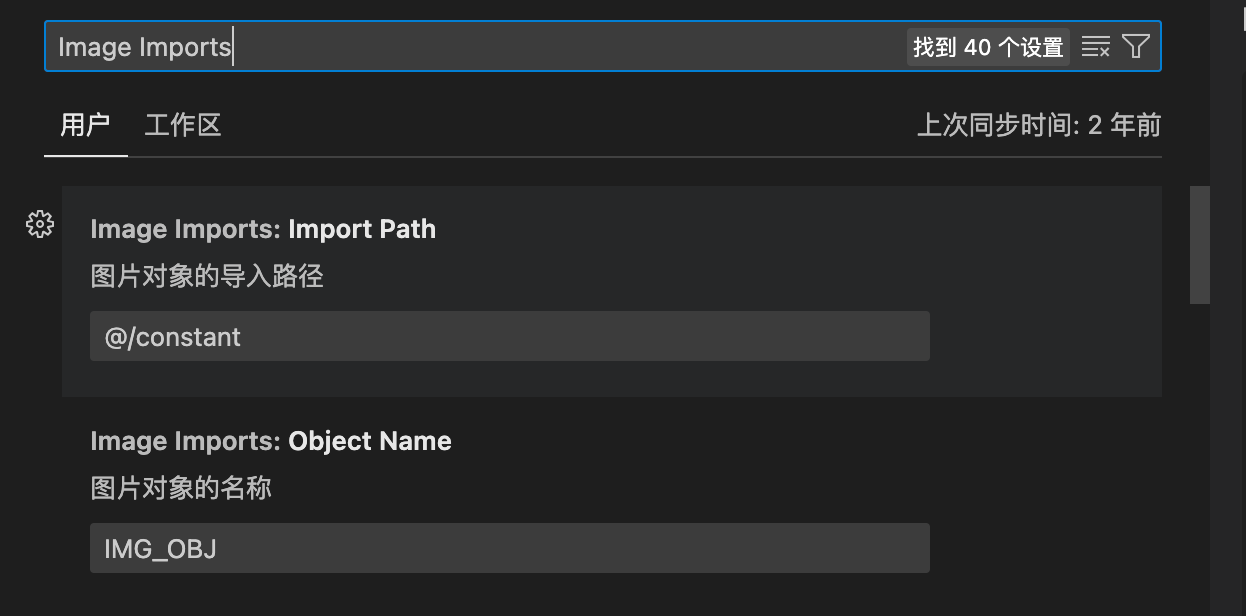 Image Imports
找到 40 个设置
用户 工作区 上次同步时间: 2 年前
Image Imports: Import Path
图片对象的导入路径
@/constant
Image Imports: Object Name
图片对象的名称
IMG_OBJ